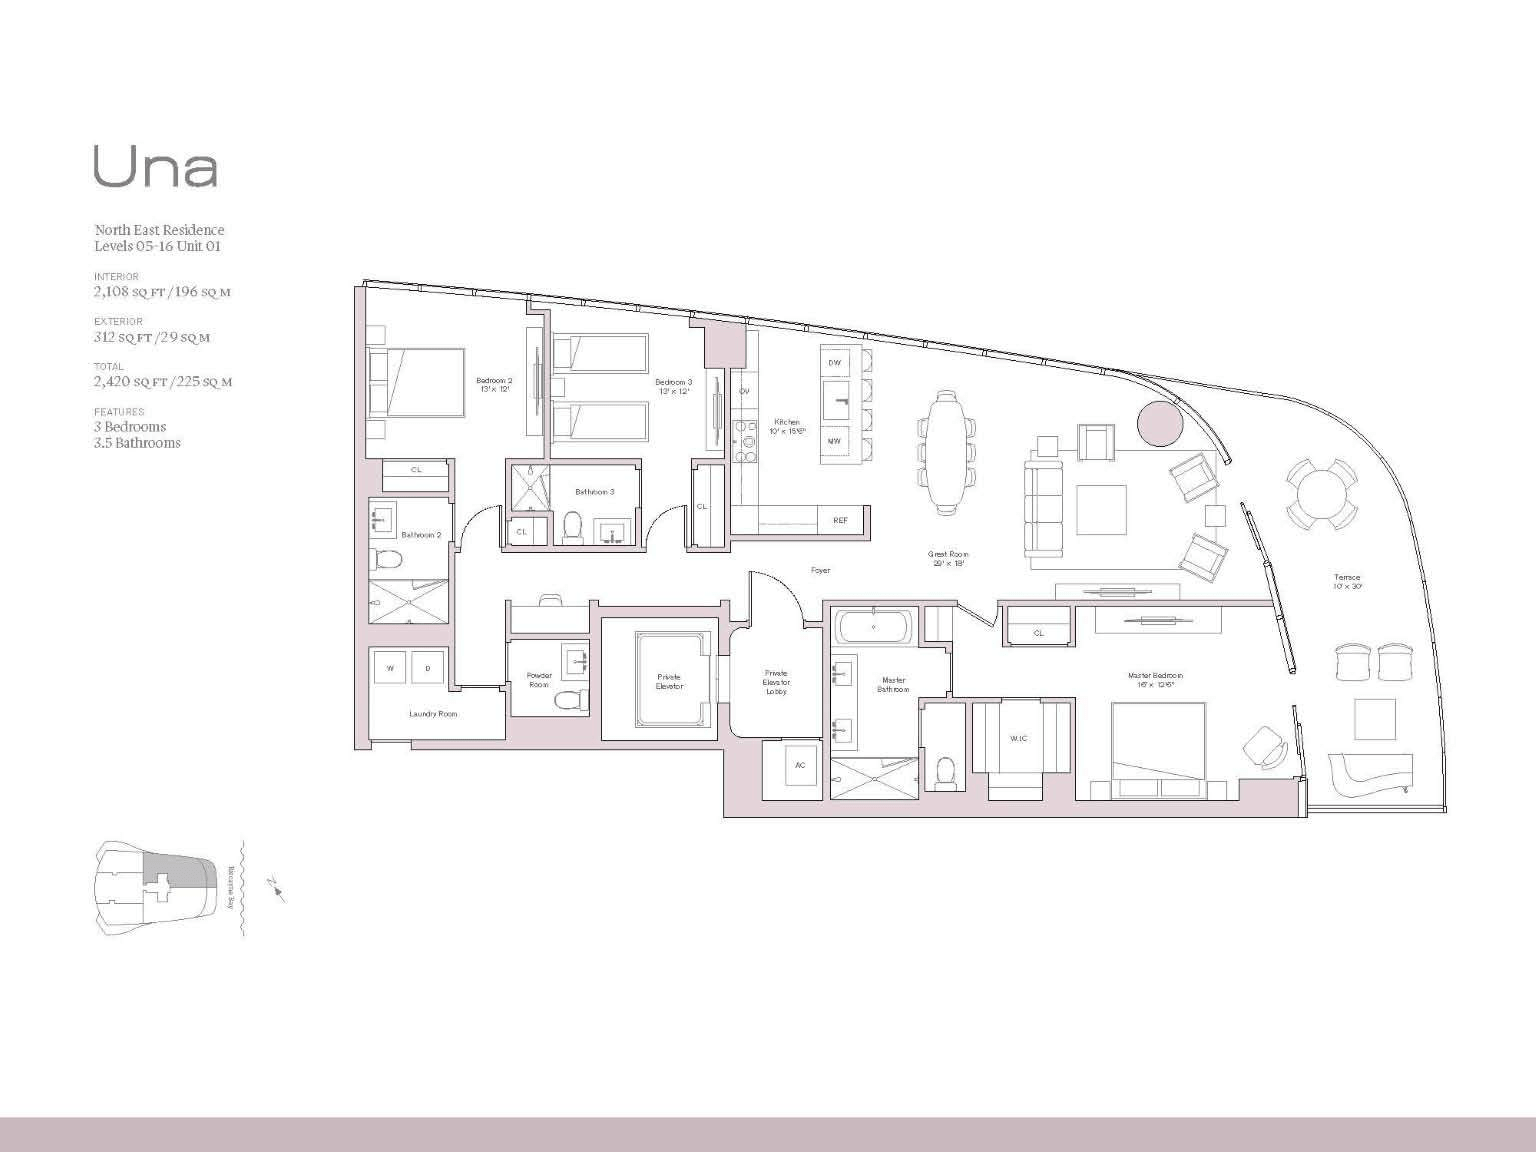 Una
North East Residence
Levels 05-16 Unit 01
INTERIOR
2,108 SQ FT / 196 SQ M
EXTERIOR
312 SQ FT / 29 SQ M
TOTAL
2,420 SQ FT / 225 SQ M
FEATURES
3 Bedrooms
3.5 Bathrooms
Bedroom 2
13' x 12'
Bedroom 3
13' x 12'
OV
DW
MW
Kitchen
10' x 15'6"
REF
CL
Bathroom 2
Bathroom 3
CL
CL
Great Room
29' x 18'
Foyer
Terrace
10' x 30'
W
D
Laundry Room
Powder
Room
Private
Elevator
Private
Elevator
Lobby
AC
Master
Bathroom
CL
W.I.C
Master Bedroom
16' x 12'6"
Biscayne Bay
N